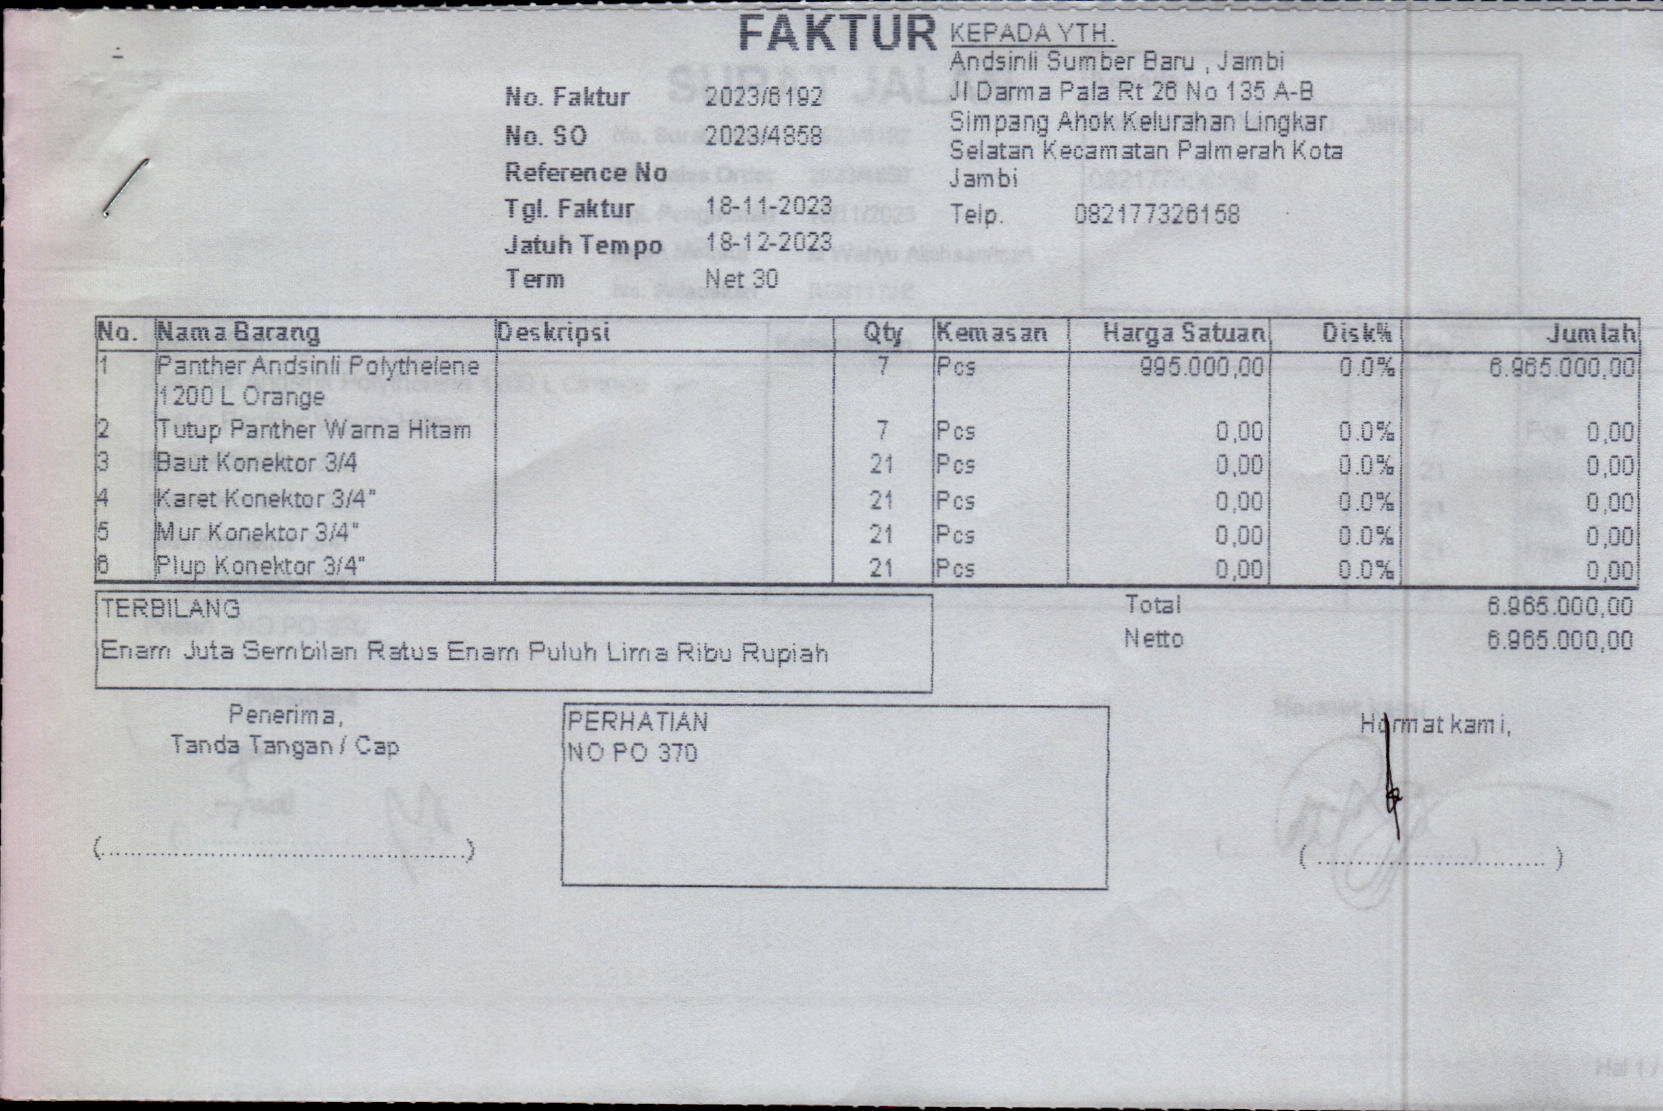 FAKTUR
KEPADA YTH.
Andsinli Sumber Baru , Jambi
Jl Darma Pala Rt 26 No 135 A-B
Simpang Ahok Kelurahan Lingkar
Selatan Kecamatan Palmerah Kota
Jambi
Telp. 082177326158
No. Faktur 2023/6192
No. SO 2023/4858
Reference No
Tgl. Faktur 18-11-2023
Jatuh Tempo 18-12-2023
Term Net 30
No. Nama Barang Deskripsi Qty Kemasan Harga Satuan Disk% Jumlah
1 Panther Andsinli Polythelene 7 Pcs 995.000,00 0.0% 6.965.000,00
1200 L Orange
2 Tutup Panther Warna Hitam 7 Pcs 0,00 0.0% 0,00
3 Baut Konektor 3/4 21 Pcs 0,00 0.0% 0,00
4 Karet Konektor 3/4" 21 Pcs 0,00 0.0% 0,00
5 Mur Konektor 3/4" 21 Pcs 0,00 0.0% 0,00
6 Plup Konektor 3/4" 21 Pcs 0,00 0.0% 0,00
TERBILANG
Enam Juta Sembilan Ratus Enam Puluh Lima Ribu Rupiah
Total 6.965.000,00
Netto 6.965.000,00
Penerima,
Tanda Tangan / Cap
(..........................................)
PERHATIAN
NO PO 370
Hormat kami,
( .......................... )